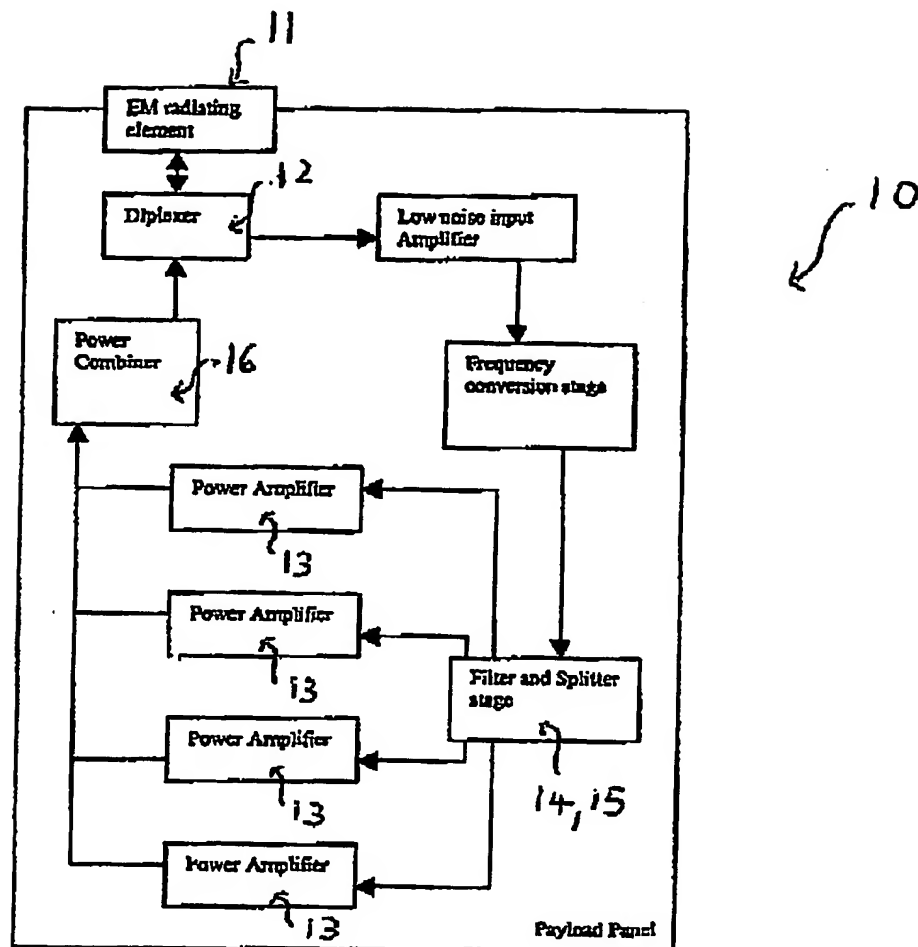 11
EM radiating
element
12
Diplexer
Low noise input
Amplifier
10
Power
Combiner
16
Frequency
conversion stage
Power Amplifier
13
Power Amplifier
13
Filter and Splitter
stage
Power Amplifier
14, 15
13
Power Amplifier
13
Payload Panel